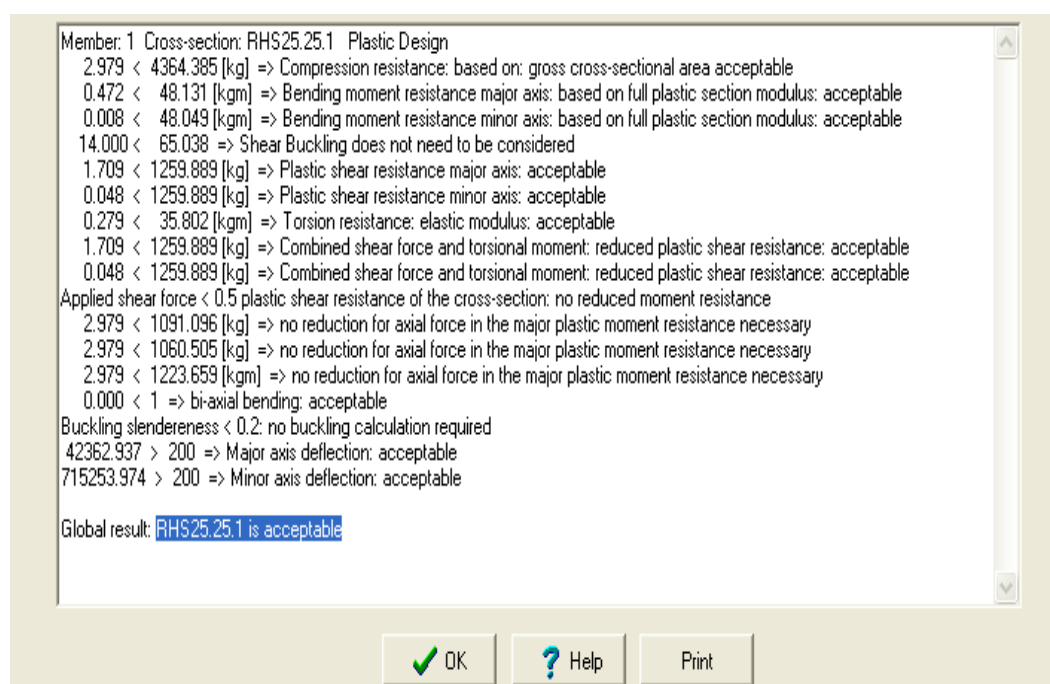 Member: 1 Cross-section: RHS25.25.1 Plastic Design
2.979 < 4364.385 [kg] => Compression resistance: based on: gross cross-sectional area acceptable
0.472 < 48.131 [kgm] => Bending moment resistance major axis: based on full plastic section modulus: acceptable
0.008 < 48.049 [kgm] => Bending moment resistance minor axis: based on full plastic section modulus: acceptable
14.000 < 65.038 => Shear Buckling does not need to be considered
1.709 < 1259.889 [kg] => Plastic shear resistance major axis: acceptable
0.048 < 1259.889 [kg] => Plastic shear resistance minor axis: acceptable
0.279 < 35.802 [kgm] => Torsion resistance: elastic modulus: acceptable
1.709 < 1259.889 [kg] => Combined shear force and torsional moment: reduced plastic shear resistance: acceptable
0.048 < 1259.889 [kg] => Combined shear force and torsional moment: reduced plastic shear resistance: acceptable
Applied shear force < 0.5 plastic shear resistance of the cross-section: no reduced moment resistance
2.979 < 1091.096 [kg] => no reduction for axial force in the major plastic moment resistance necessary
2.979 < 1060.505 [kg] => no reduction for axial force in the major plastic moment resistance necessary
2.979 < 1223.659 [kgm] => no reduction for axial force in the major plastic moment resistance necessary
0.000 < 1 => bi-axial bending: acceptable
Buckling slendereness < 0.2: no buckling calculation required
42362.937 > 200 => Major axis deflection: acceptable
715253.974 > 200 => Minor axis deflection: acceptable
Global result: RHS25.25.1 is acceptable
OK ? Help Print